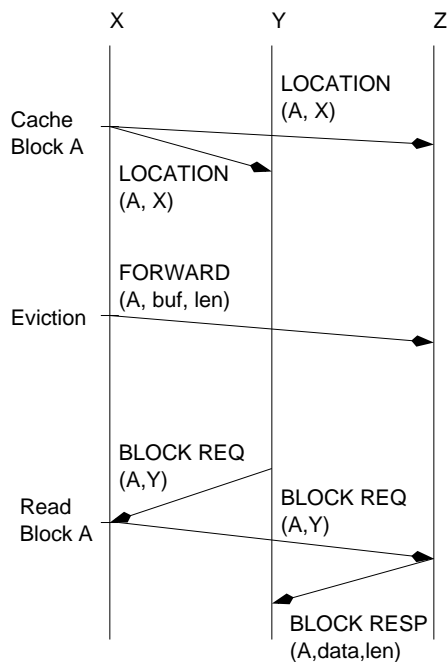 X
Y
Z
LOCATION
(A, X)
Cache
Block A
LOCATION
(A, X)
FORWARD
(A, buf, len)
Eviction
BLOCK REQ
(A,Y)
BLOCK REQ
(A,Y)
Read
Block A
BLOCK RESP
(A,data,len)